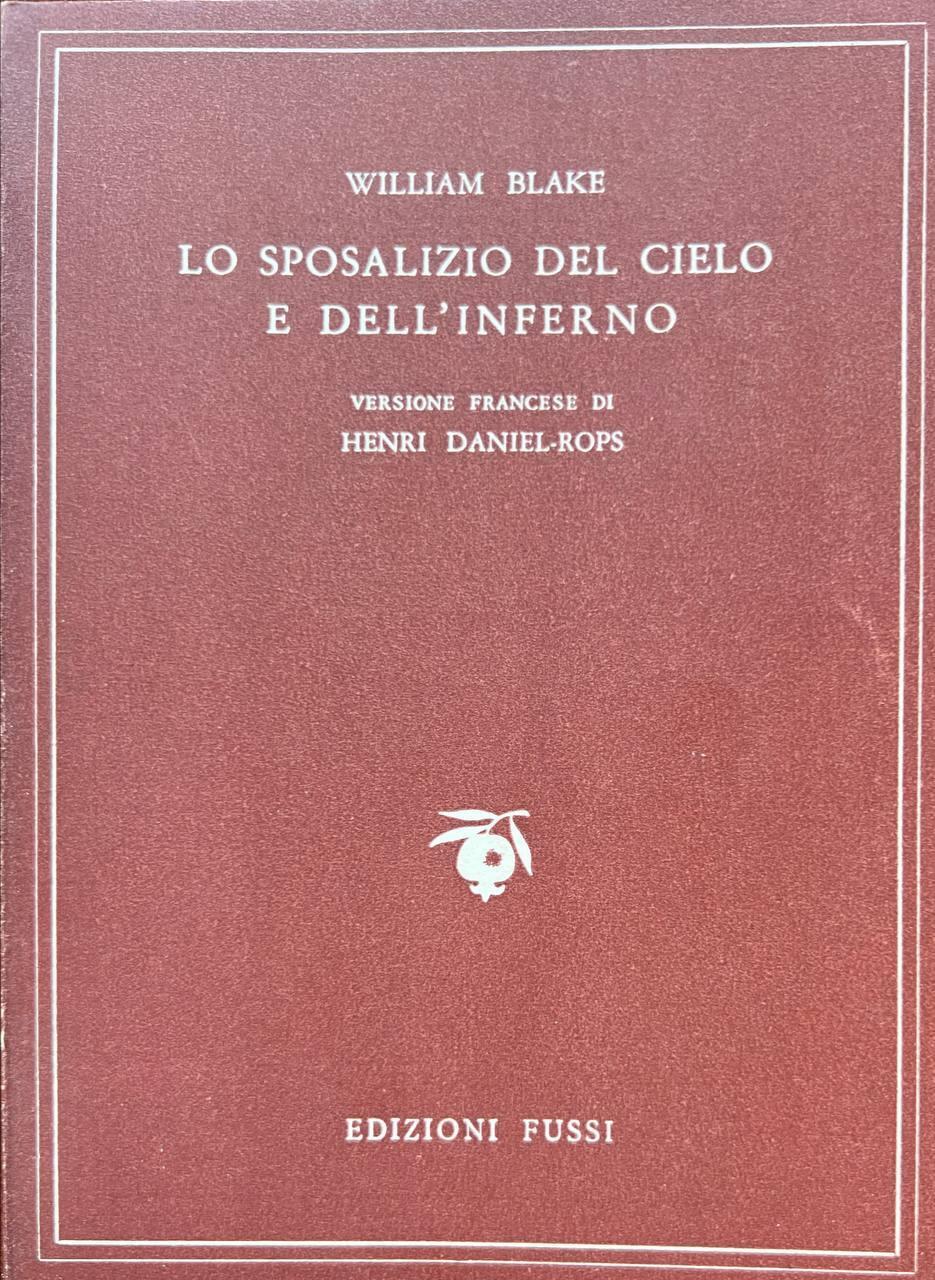 WILLIAM BLAKE
LO SPOSALIZIO DEL CIELO
E DELL'INFERNO
VERSIONE FRANCESE DI
HENRI DANIEL-ROPS
EDIZIONI FUSSI